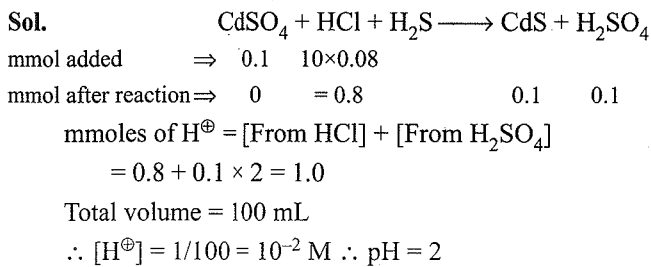 Sol. CdSO₄ + HCl + H₂S ⟶ CdS + H₂SO₄
mmol added ⇒ 0.1 10×0.08
mmol after reaction⇒ 0 = 0.8 0.1 0.1
mmoles of H⊕ = [From HCl] + [From H₂SO₄]
= 0.8 + 0.1 × 2 = 1.0
Total volume = 100 mL
∴ [H⊕] = 1/100 = 10⁻² M ∴ pH = 2